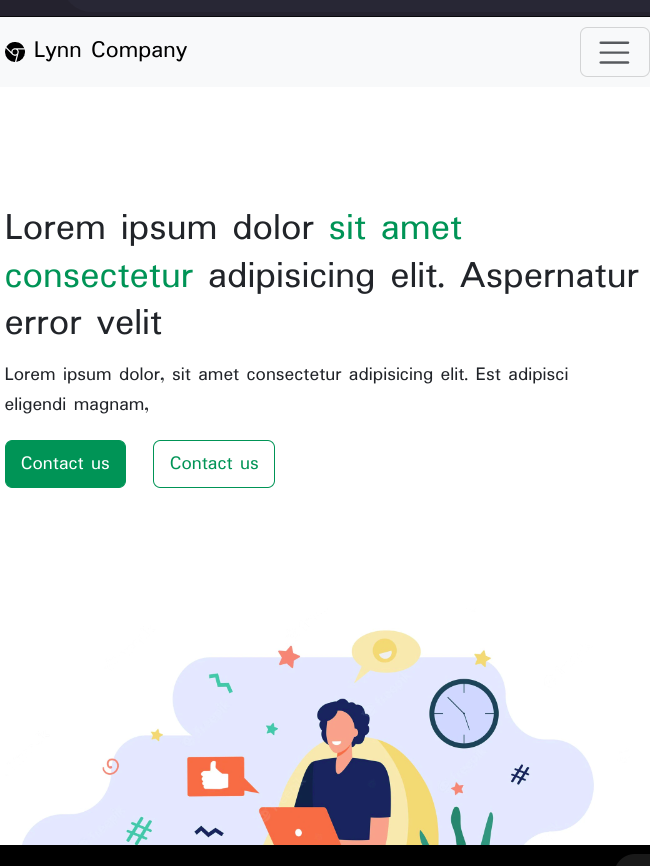 Lynn Company
Lorem ipsum dolor sit amet
consectetur adipisicing elit. Aspernatur
error velit
Lorem ipsum dolor, sit amet consectetur adipisicing elit. Est adipisci
eligendi magnam,
Contact us Contact us
#
#